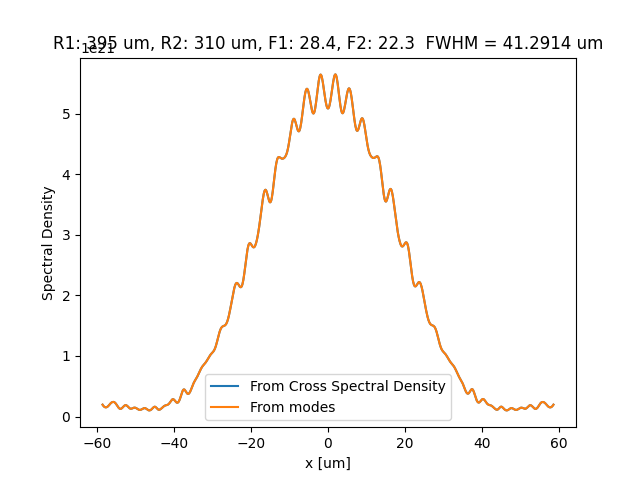 R1: 395 um, R2: 310 um, F1: 28.4, F2: 22.3  FWHM = 41.2914 um
1e21
5
4
3
2
1
0
Spectral Density
From Cross Spectral Density
From modes
−60 −40 −20 0 20 40 60
x [um]